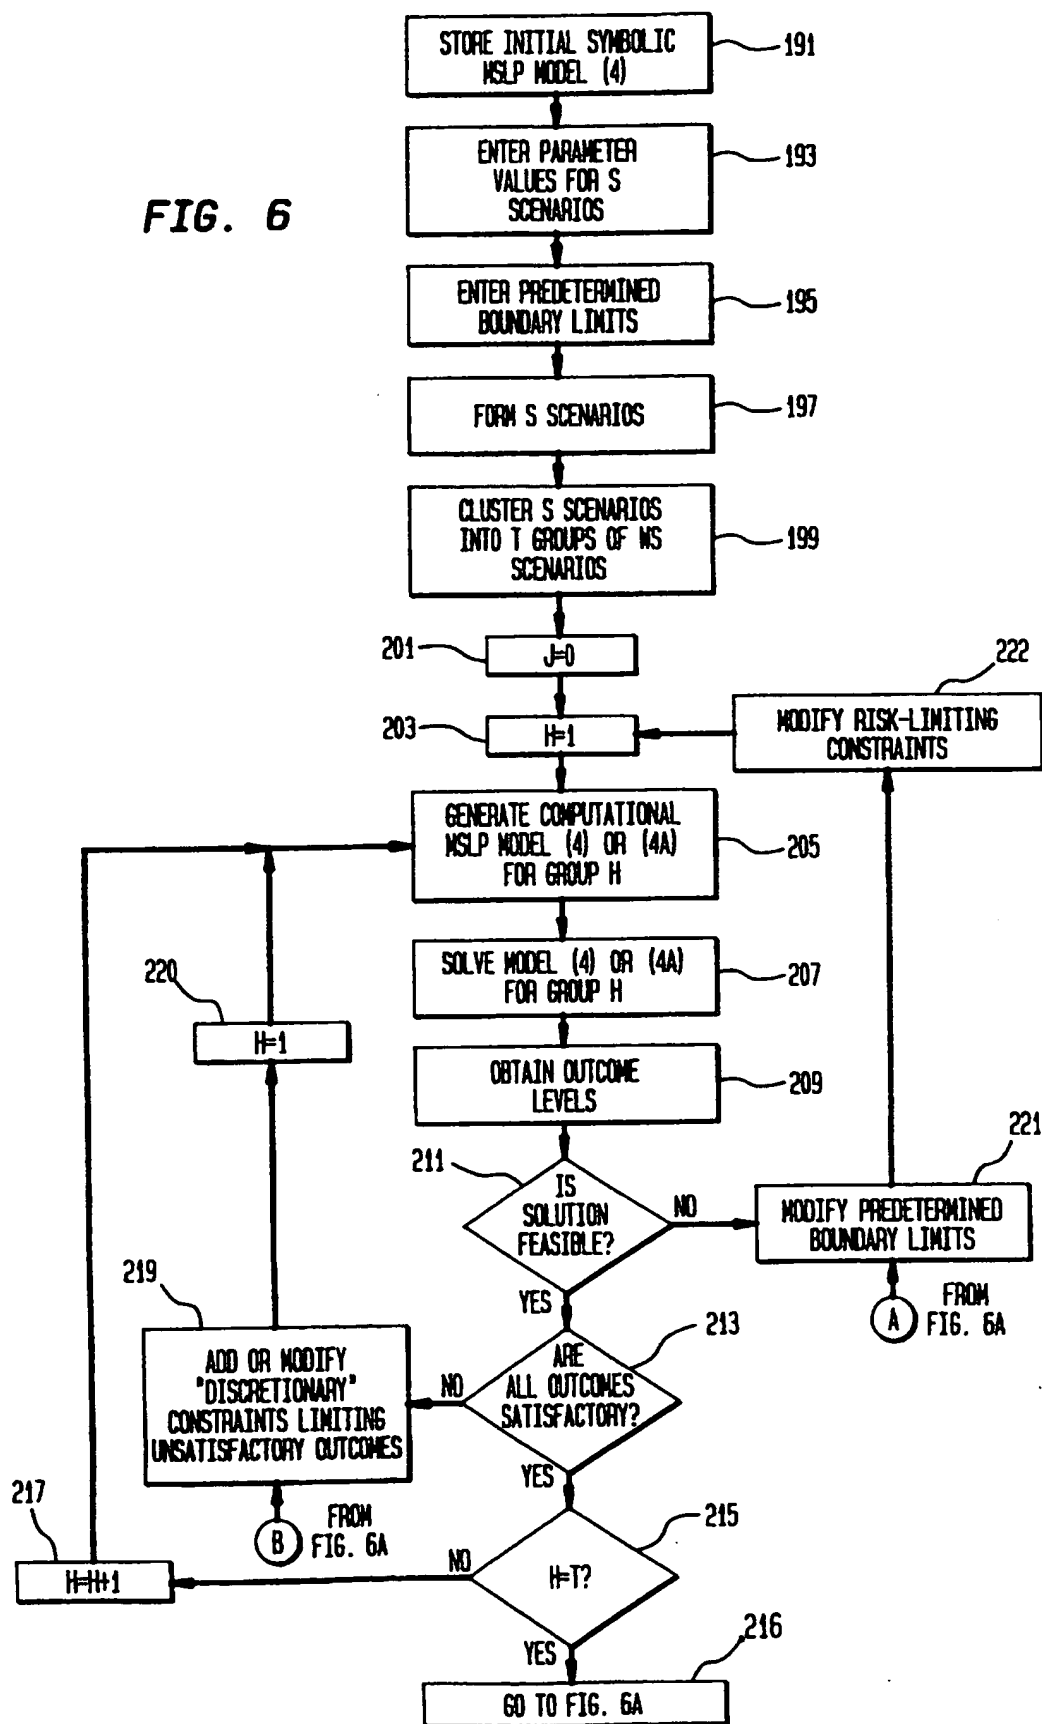 STORE INITIAL SYMBOLIC
MSLP MODEL (4)
191
ENTER PARAMETER
VALUES FOR S
SCENARIOS
193
FIG. 6
ENTER PREDETERMINED
BOUNDARY LIMITS
195
FORM S SCENARIOS
197
CLUSTER S SCENARIOS
INTO T GROUPS OF WS
SCENARIOS
199
201
J=0
222
203
H=1
MODIFY RISK-LIMITING
CONSTRAINTS
GENERATE COMPUTATIONAL
MSLP MODEL (4) OR (4A)
FOR GROUP H
205
SOLVE MODEL (4) OR (4A)
FOR GROUP H
207
220
H=1
OBTAIN OUTCOME
LEVELS
209
211
IS
SOLUTION
FEASIBLE?
NO
221
MODIFY PREDETERMINED
BOUNDARY LIMITS
YES
A
FROM
FIG. 6A
219
213
ADD OR MODIFY
"DISCRETIONARY"
CONSTRAINTS LIMITING
UNSATISFACTORY OUTCOMES
NO
ARE
ALL OUTCOMES
SATISFACTORY?
YES
217
B
FROM
FIG. 6A
215
H=H+1
NO
H=T?
YES
216
GO TO FIG. 6A